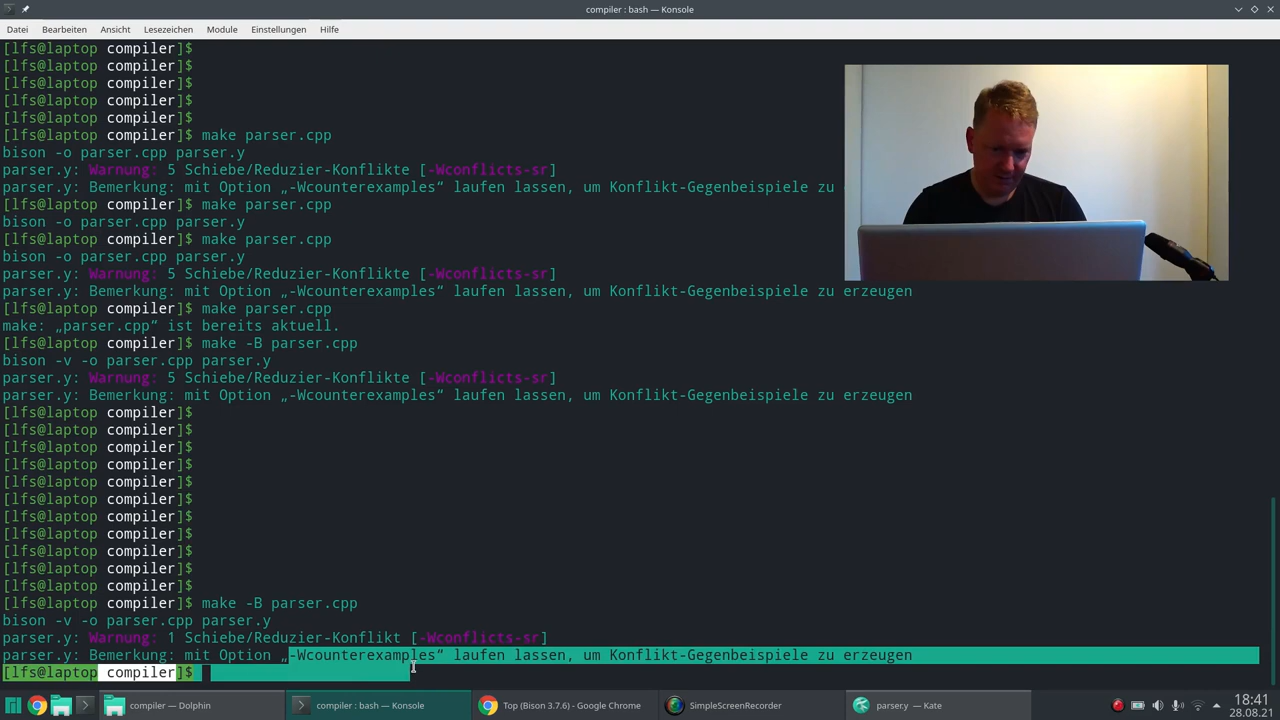 compiler : bash — Konsole
Datei Bearbeiten Ansicht Lesezeichen Module Einstellungen Hilfe
[lfs@laptop compiler]$
[lfs@laptop compiler]$
[lfs@laptop compiler]$
[lfs@laptop compiler]$
[lfs@laptop compiler]$
[lfs@laptop compiler]$ make parser.cpp
bison -o parser.cpp parser.y
parser.y: Warnung: 5 Schiebe/Reduzier-Konflikte [-Wconflicts-sr]
parser.y: Bemerkung: mit Option „-Wcounterexamples“ laufen lassen, um Konflikt-Gegenbeispiele zu
[lfs@laptop compiler]$ make parser.cpp
bison -o parser.cpp parser.y
[lfs@laptop compiler]$ make parser.cpp
bison -o parser.cpp parser.y
parser.y: Warnung: 5 Schiebe/Reduzier-Konflikte [-Wconflicts-sr]
parser.y: Bemerkung: mit Option „-Wcounterexamples“ laufen lassen, um Konflikt-Gegenbeispiele zu erzeugen
[lfs@laptop compiler]$ make parser.cpp
make: „parser.cpp“ ist bereits aktuell.
[lfs@laptop compiler]$ make -B parser.cpp
bison -v -o parser.cpp parser.y
parser.y: Warnung: 5 Schiebe/Reduzier-Konflikte [-Wconflicts-sr]
parser.y: Bemerkung: mit Option „-Wcounterexamples“ laufen lassen, um Konflikt-Gegenbeispiele zu erzeugen
[lfs@laptop compiler]$
[lfs@laptop compiler]$
[lfs@laptop compiler]$
[lfs@laptop compiler]$
[lfs@laptop compiler]$
[lfs@laptop compiler]$
[lfs@laptop compiler]$
[lfs@laptop compiler]$
[lfs@laptop compiler]$
[lfs@laptop compiler]$
[lfs@laptop compiler]$
[lfs@laptop compiler]$ make -B parser.cpp
bison -v -o parser.cpp parser.y
parser.y: Warnung: 1 Schiebe/Reduzier-Konflikt [-Wconflicts-sr]
parser.y: Bemerkung: mit Option „-Wcounterexamples“ laufen lassen, um Konflikt-Gegenbeispiele zu erzeugen
[lfs@laptop compiler]$
compiler — Dolphin
compiler : bash — Konsole
Top (Bison 3.7.6) - Google Chrome
SimpleScreenRecorder
parser.y — Kate
18:41
28.08.21